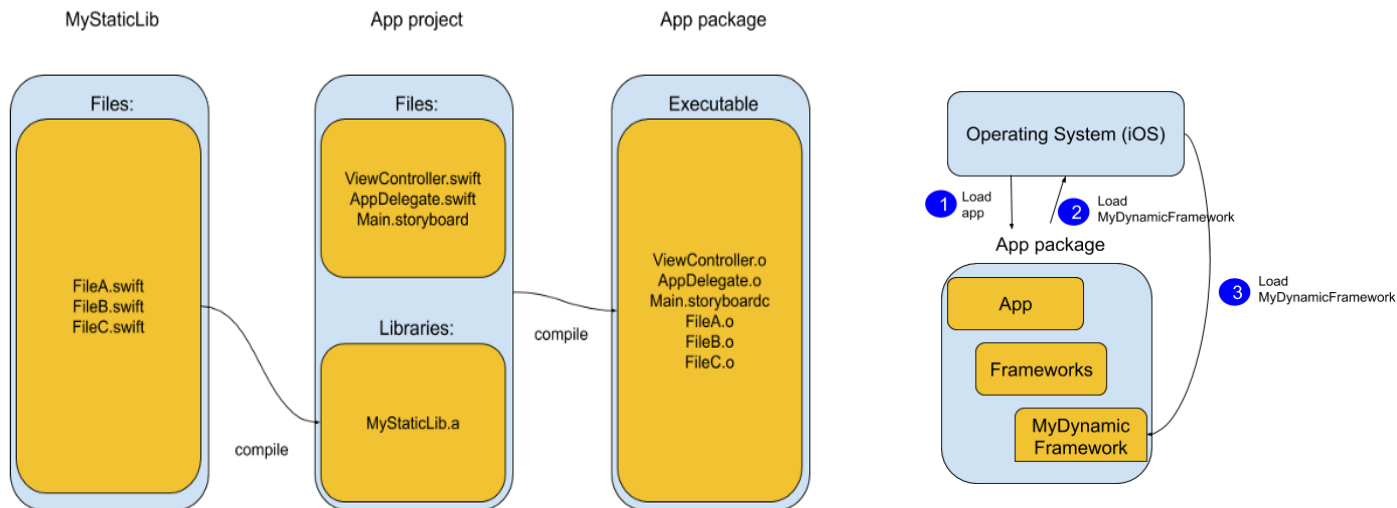 MyStaticLib
Files:
FileA.swift
FileB.swift
FileC.swift
compile
App project
Files:
ViewController.swift
AppDelegate.swift
Main.storyboard
Libraries:
MyStaticLib.a
compile
App package
Executable
ViewController.o
AppDelegate.o
Main.storyboardc
FileA.o
FileB.o
FileC.o
Operating System (iOS)
1
Load
app
2
Load
MyDynamicFramework
3
Load
MyDynamicFramework
App package
App
Frameworks
MyDynamic
Framework